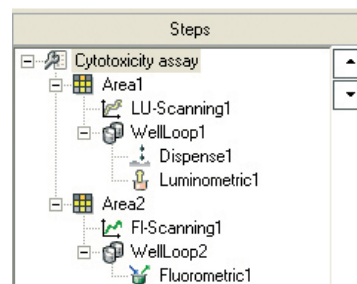 Steps
Cytotoxicity assay
Area1
LU-Scanning1
WellLoop1
Dispense1
Luminometric1
Area2
Fl-Scanning1
WellLoop2
Fluorometric1